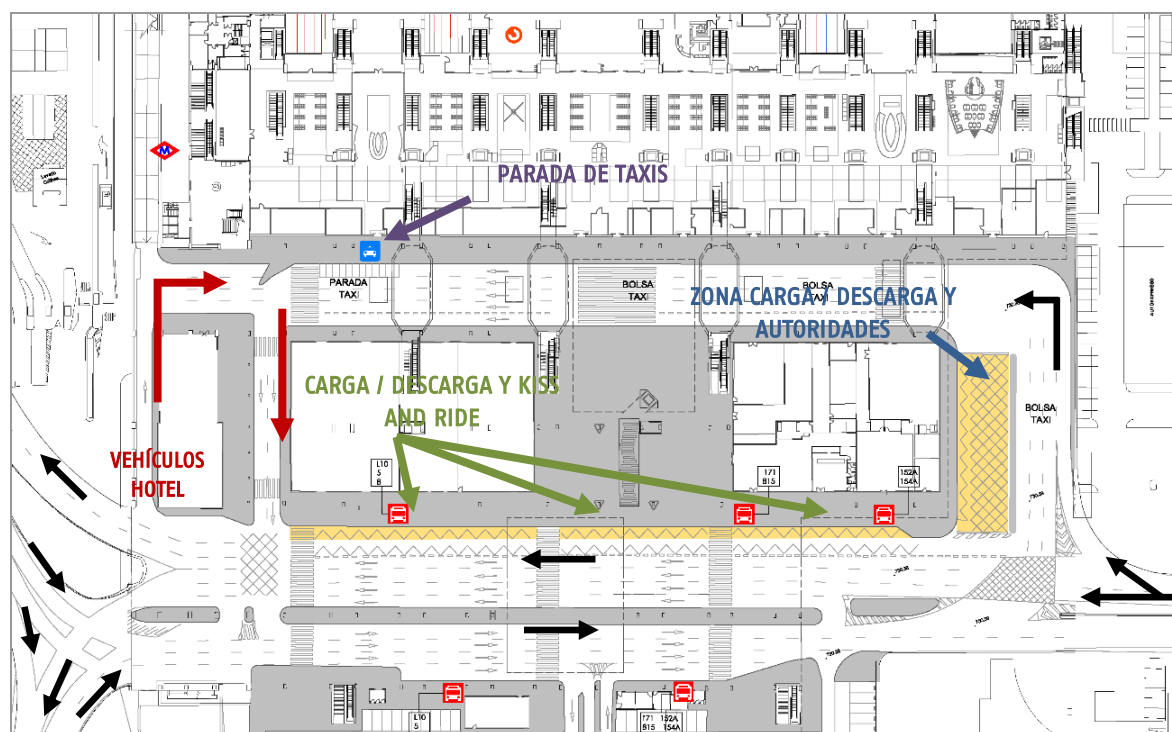 M
PARADA DE TAXIS
PARADA
TAXI
BOLSA
TAXI
BOLSA
TAXI
ZONA CARGA / DESCARGA Y
AUTORIDADES
CARGA / DESCARGA Y KISS
AND RIDE
BOLSA
TAXI
VEHÍCULOS
HOTEL
L10
5
B
171
B15
152A
154A
L10
5
171 152A
B15 154A